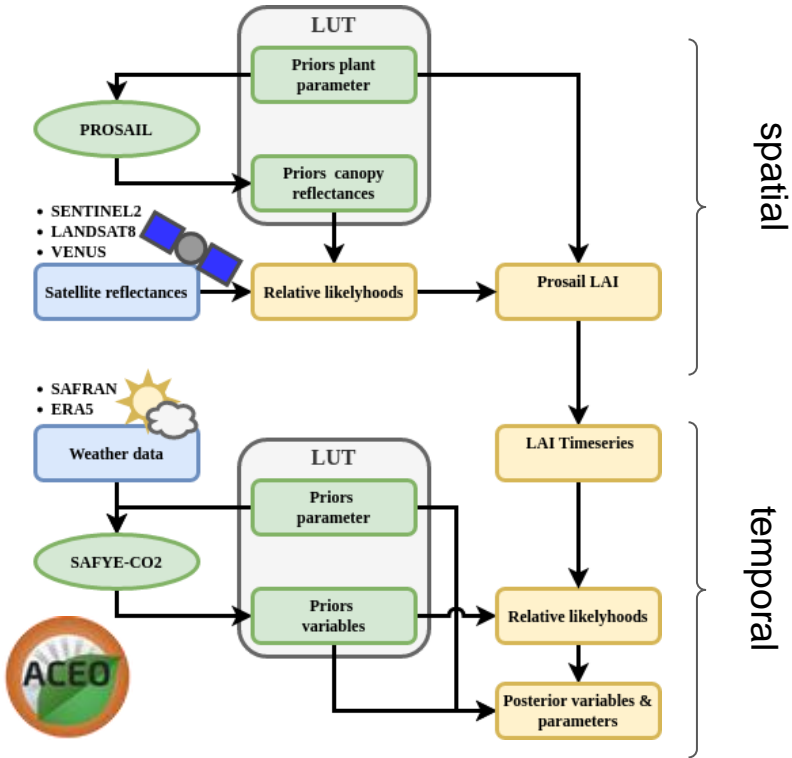 LUT
Priors plant
parameter
PROSAIL
Priors canopy
reflectances
• SENTINEL2
• LANDSAT8
• VENUS
Satellite reflectances
Relative likelyhoods
Prosail LAI
spatial
• SAFRAN
• ERA5
Weather data
LUT
LAI Timeseries
Priors
parameter
SAFYE-CO2
Priors
variables
Relative likelyhoods
temporal
ACEO
Posterior variables &
parameters